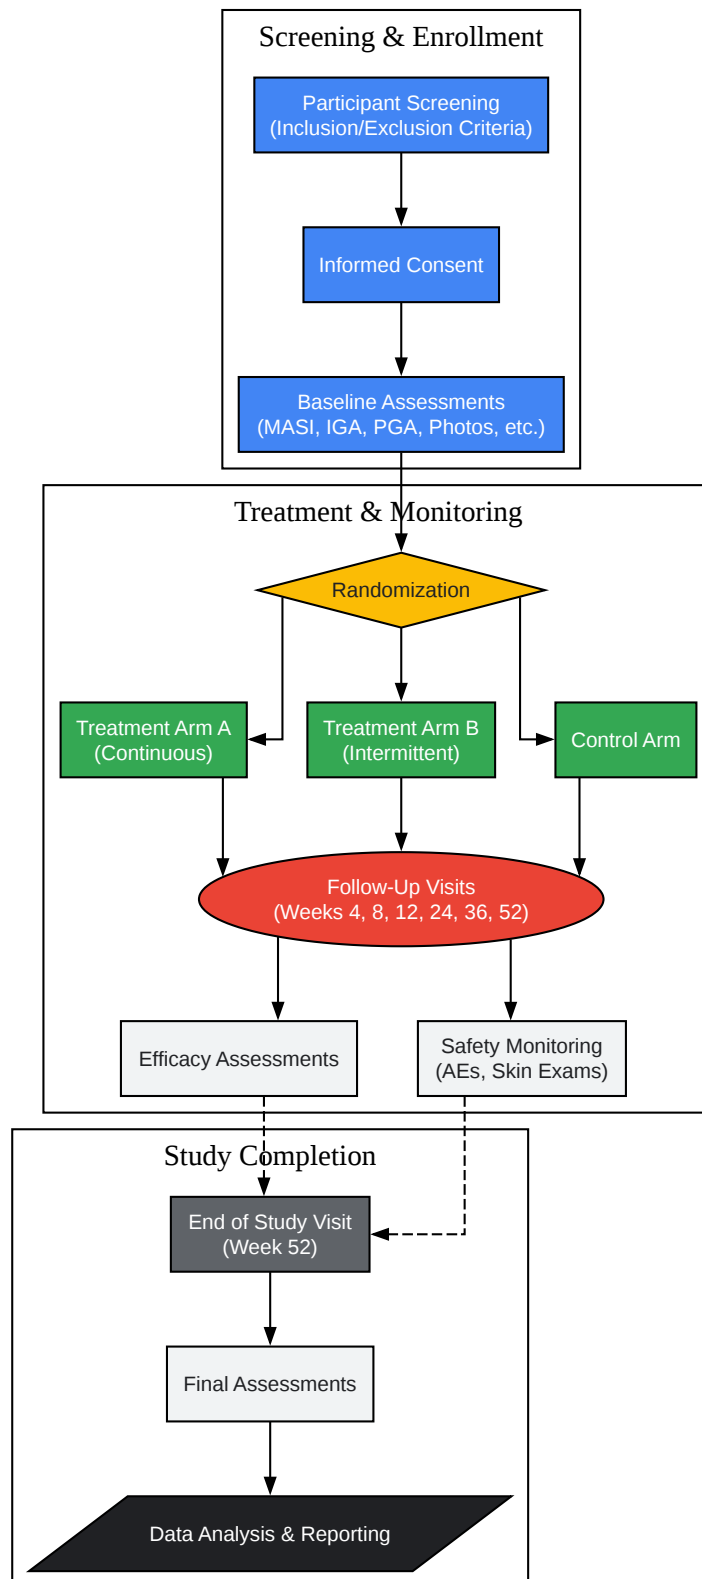 Screening & Enrollment
Participant Screening
(Inclusion/Exclusion Criteria)
Informed Consent
Baseline Assessments
(MASI, IGA, PGA, Photos, etc.)
Treatment & Monitoring
Randomization
Treatment Arm A
(Continuous)
Treatment Arm B
(Intermittent)
Control Arm
Follow-Up Visits
(Weeks 4, 8, 12, 24, 36, 52)
Efficacy Assessments
Safety Monitoring
(AEs, Skin Exams)
Study Completion
End of Study Visit
(Week 52)
Final Assessments
Data Analysis & Reporting